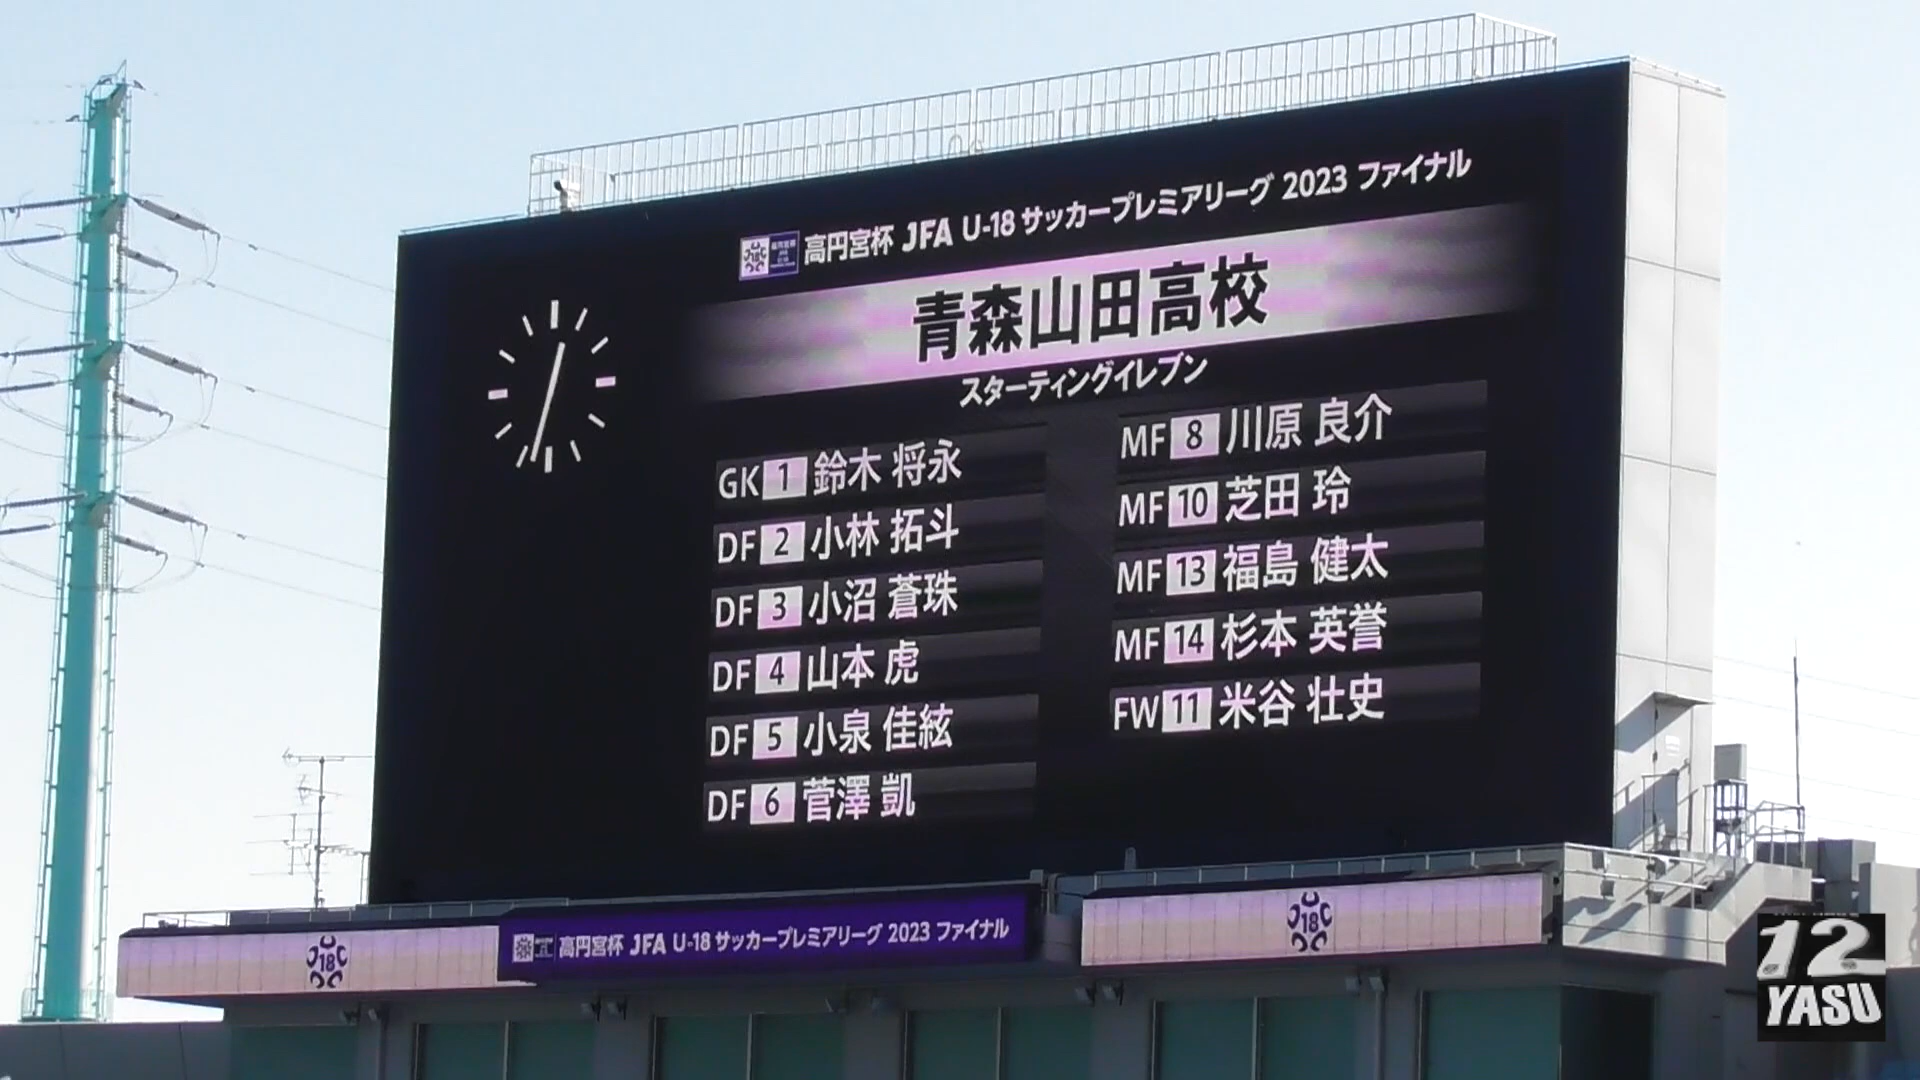 高円宮杯 JFA U-18 サッカープレミアリーグ 2023 ファイナル
青森山田高校
スターティングイレブン
GK 1 鈴木 将永
DF 2 小林 拓斗
DF 3 小沼 蒼珠
DF 4 山本 虎
DF 5 小泉 佳絃
DF 6 菅澤 凱
MF 8 川原 良介
MF 10 芝田 玲
MF 13 福島 健太
MF 14 杉本 英誉
FW 11 米谷 壮史
18
高円宮杯 JFA U-18 サッカープレミアリーグ 2023 ファイナル
18
12
YASU